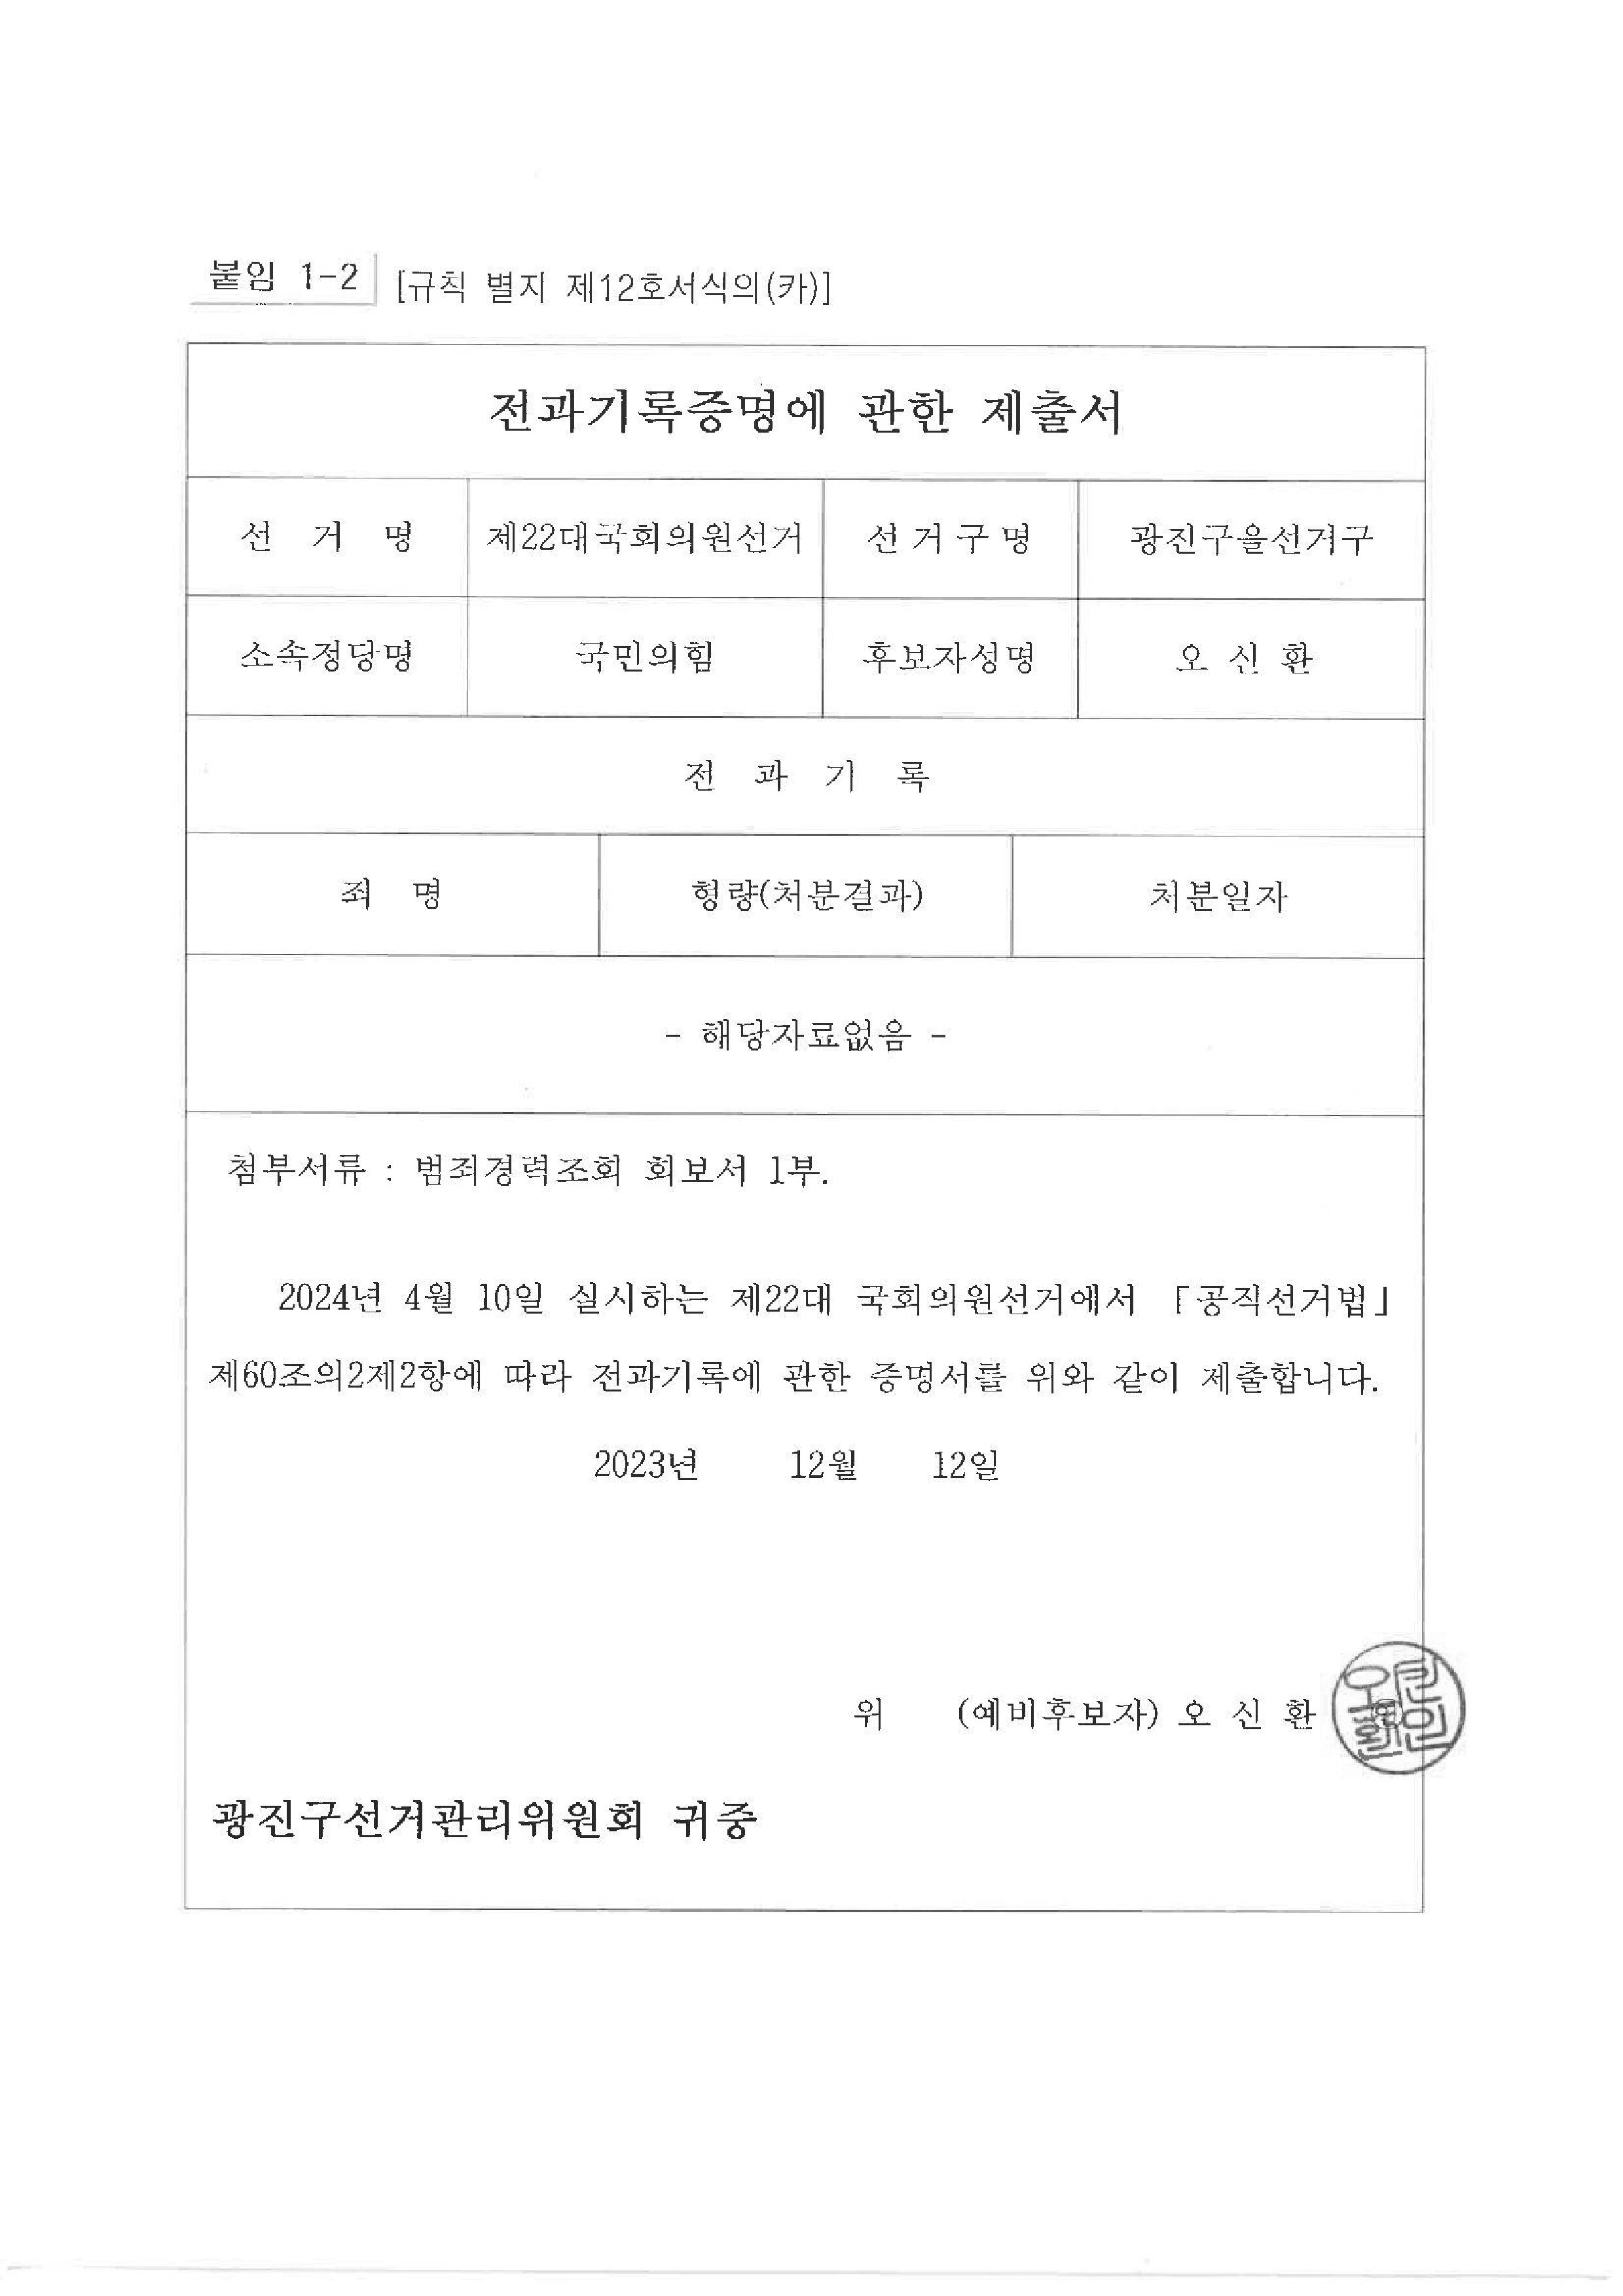 붙임 1-2 [규칙 별지 제12호서식의(카)]
전과기록증명에 관한 제출서
선 거 명 제22대국회의원선거 선 거 구 명 광진구을선거구
소속정당명 국민의힘 후보자성명 오 신 환
전 과 기 록
죄 명 형량(처분결과) 처분일자
- 해당자료없음 -
첨부서류 : 범죄경력조회 회보서 1부.
2024년 4월 10일 실시하는 제22대 국회의원선거에서 「공직선거법」
제60조의2제2항에 따라 전과기록에 관한 증명서를 위와 같이 제출합니다.
2023년 12월 12일
위 (예비후보자) 오 신 환
광진구선거관리위원회 귀중